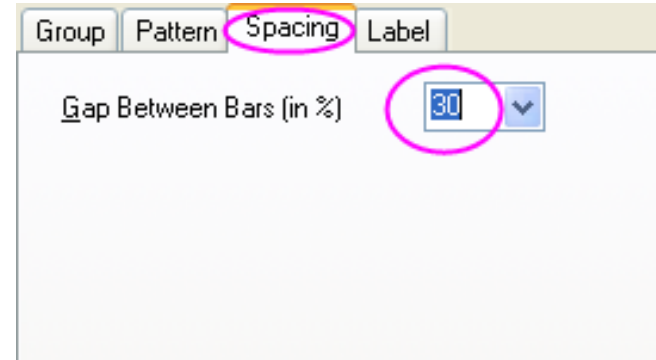 Group Pattern Spacing Label
Gap Between Bars (in %) 30